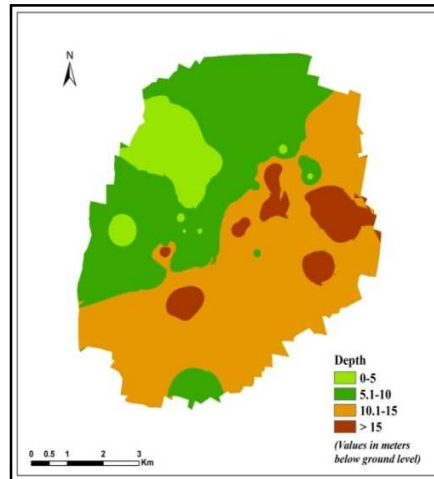 N
Depth
0-5
5.1-10
10.1-15
> 15
(Values in meters
below ground level)
0 0.5 1 2 3
Km